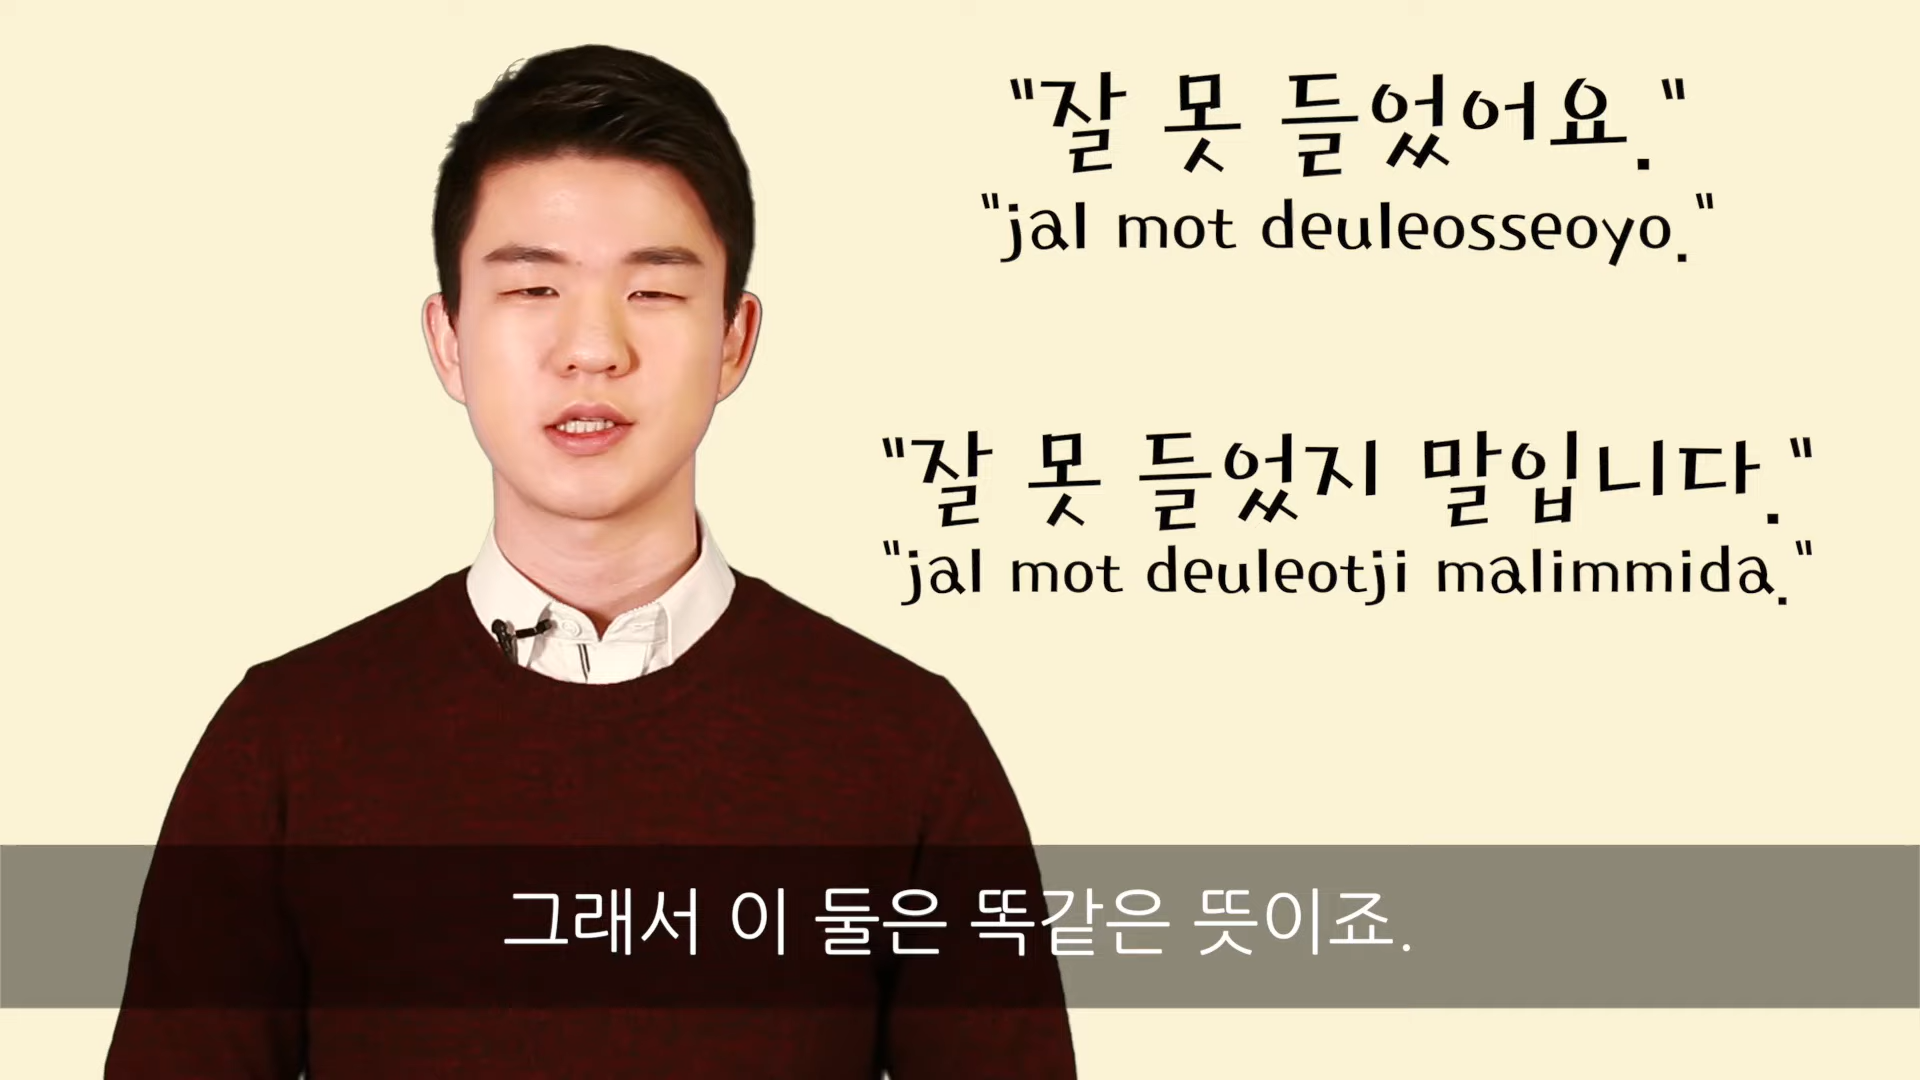 "잘 못 들었어요."
"jal mot deuleosseoyo."
"잘 못 들었지 말입니다."
"jal mot deuleotji malimmida."
그래서 이 둘은 똑같은 뜻이죠.